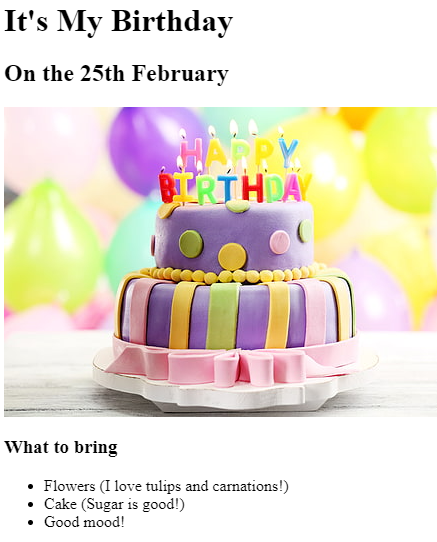 It's My Birthday
On the 25th February
HAPPY
BIRTHDAY
What to bring
Flowers (I love tulips and carnations!)
Cake (Sugar is good!)
Good mood!